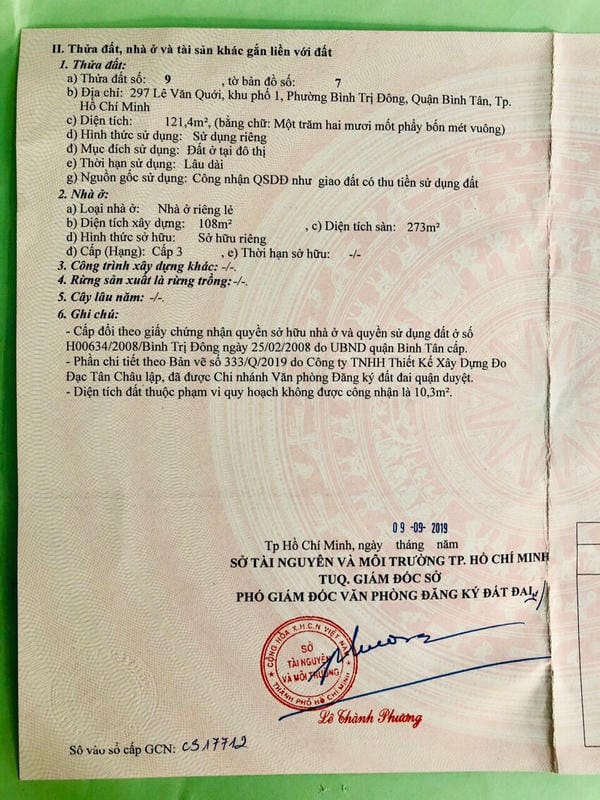 II. Thửa đất, nhà ở và tài sản khác gắn liền với đất
1. Thửa đất:
a) Thửa đất số: 9 , tờ bản đồ số: 7
b) Địa chỉ: 297 Lê Văn Quới, khu phố 1, Phường Bình Trị Đông, Quận Bình Tân, Tp.
Hồ Chí Minh
c) Diện tích: 121,4m², (bằng chữ: Một trăm hai mươi mốt phẩy bốn mét vuông)
d) Hình thức sử dụng: Sử dụng riêng
đ) Mục đích sử dụng: Đất ở tại đô thị
e) Thời hạn sử dụng: Lâu dài
g) Nguồn gốc sử dụng: Công nhận QSDĐ như giao đất có thu tiền sử dụng đất
2. Nhà ở:
a) Loại nhà ở: Nhà ở riêng lẻ
b) Diện tích xây dựng: 108m² , c) Diện tích sàn: 273m²
d) Hình thức sở hữu: Sở hữu riêng
đ) Cấp (Hạng): Cấp 3 , e) Thời hạn sở hữu: -/-
3. Công trình xây dựng khác: -/-.
4. Rừng sản xuất là rừng trồng:-/-.
5. Cây lâu năm: -/-.
6. Ghi chú:
- Cấp đổi theo giấy chứng nhận quyền sở hữu nhà ở và quyền sử dụng đất ở số
H00634/2008/Bình Trị Đông ngày 25/02/2008 do UBND quận Bình Tân cấp.
- Phần chi tiết theo Bản vẽ số 333/Q/2019 do Công ty TNHH Thiết Kế Xây Dựng Đo
Đạc Tân Châu lập, đã được Chi nhánh Văn phòng Đăng ký đất đai quận duyệt.
- Diện tích đất thuộc phạm vi quy hoạch không được công nhận là 10,3m².
09 -09- 2019
Tp Hồ Chí Minh, ngày tháng năm
SỞ TÀI NGUYÊN VÀ MÔI TRƯỜNG TP. HỒ CHÍ MINH
TUQ. GIÁM ĐỐC SỞ
PHÓ GIÁM ĐỐC VĂN PHÒNG ĐĂNG KÝ ĐẤT ĐAI
CỘNG HÒA X.H.C.N VIỆT NAM
SỞ
TÀI NGUYÊN
VÀ MÔI TRƯỜNG
THÀNH PHỐ HỒ CHÍ MINH
Lê Thành Phương
Số vào sổ cấp GCN: CS17712